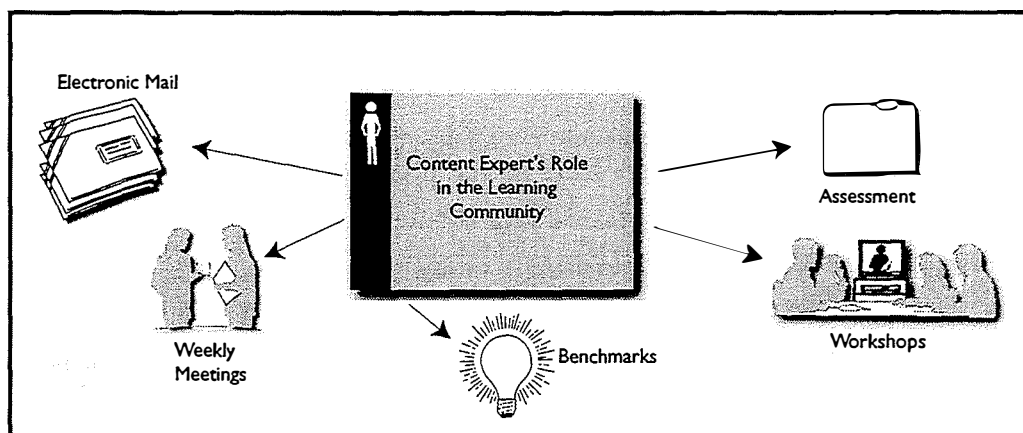 Electronic Mail
Content Expert's Role
in the Learning
Community
Assessment
Weekly
Meetings
Benchmarks
Workshops